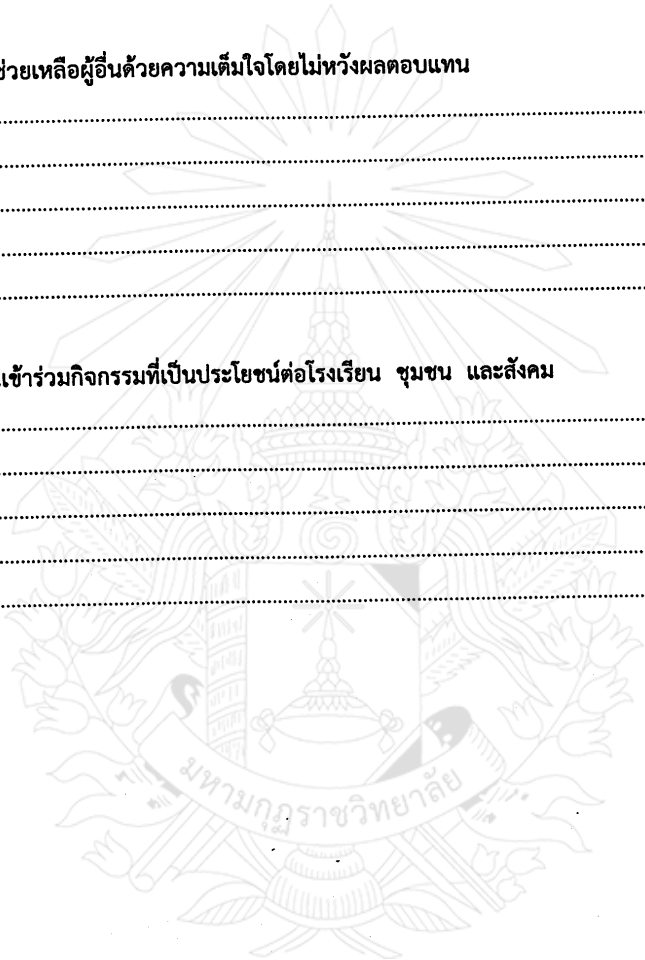 ช่วยเหลือผู้อื่นด้วยความเต็มใจโดยไม่หวังผลตอบแทน
เข้าร่วมกิจกรรมที่เป็นประโยชน์ต่อโรงเรียน ชุมชน และสังคม
มหามกุฏราชวิทยาลัย